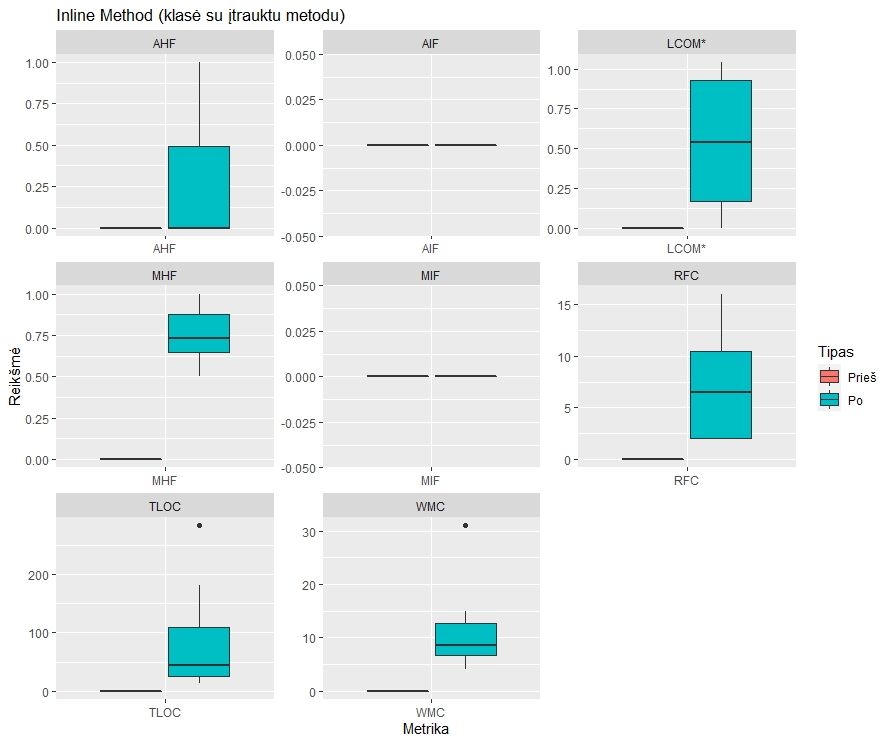 Inline Method (klasė su įtrauktu metodu)
AHF
AIF
LCOM*
1.00
0.75
0.50
0.25
0.00
0.050
0.025
0.000
-0.025
-0.050
1.00
0.75
0.50
0.25
0.00
AHF
AIF
LCOM*
MHF
MIF
RFC
1.00
0.75
0.50
0.25
0.00
0.050
0.025
0.000
-0.025
-0.050
15
10
5
0
MHF
MIF
RFC
TLOC
WMC
200
100
0
30
20
10
0
TLOC
WMC
Reikšmė
Metrika
Tipas
Prieš
Po